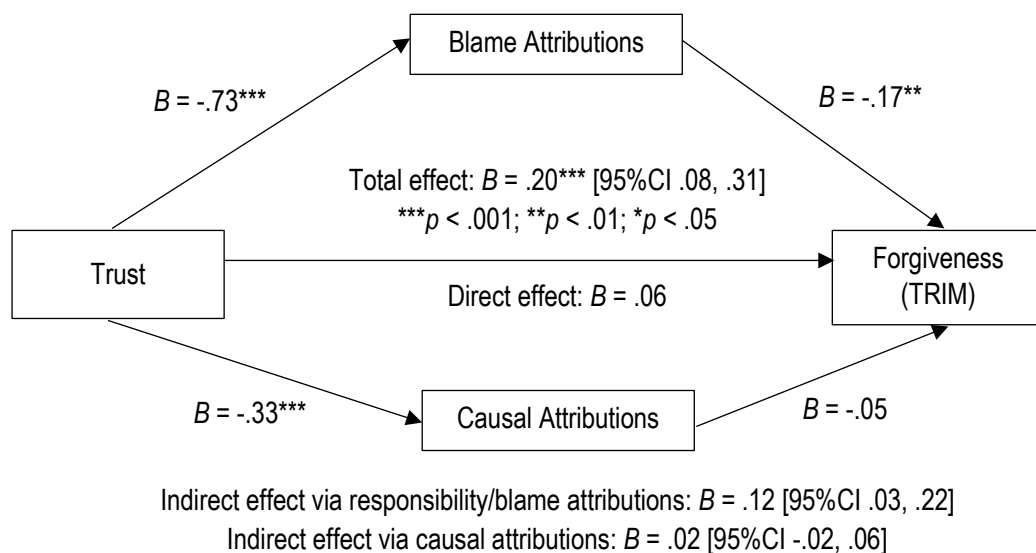 Blame Attributions
B = -.73***
B = -.17**
Total effect: B = .20*** [95%CI .08, .31]
***p < .001; **p < .01; *p < .05
Trust
Forgiveness
(TRIM)
Direct effect: B = .06
B = -.33***
Causal Attributions
B = -.05
Indirect effect via responsibility/blame attributions: B = .12 [95%CI .03, .22]
Indirect effect via causal attributions: B = .02 [95%CI -.02, .06]